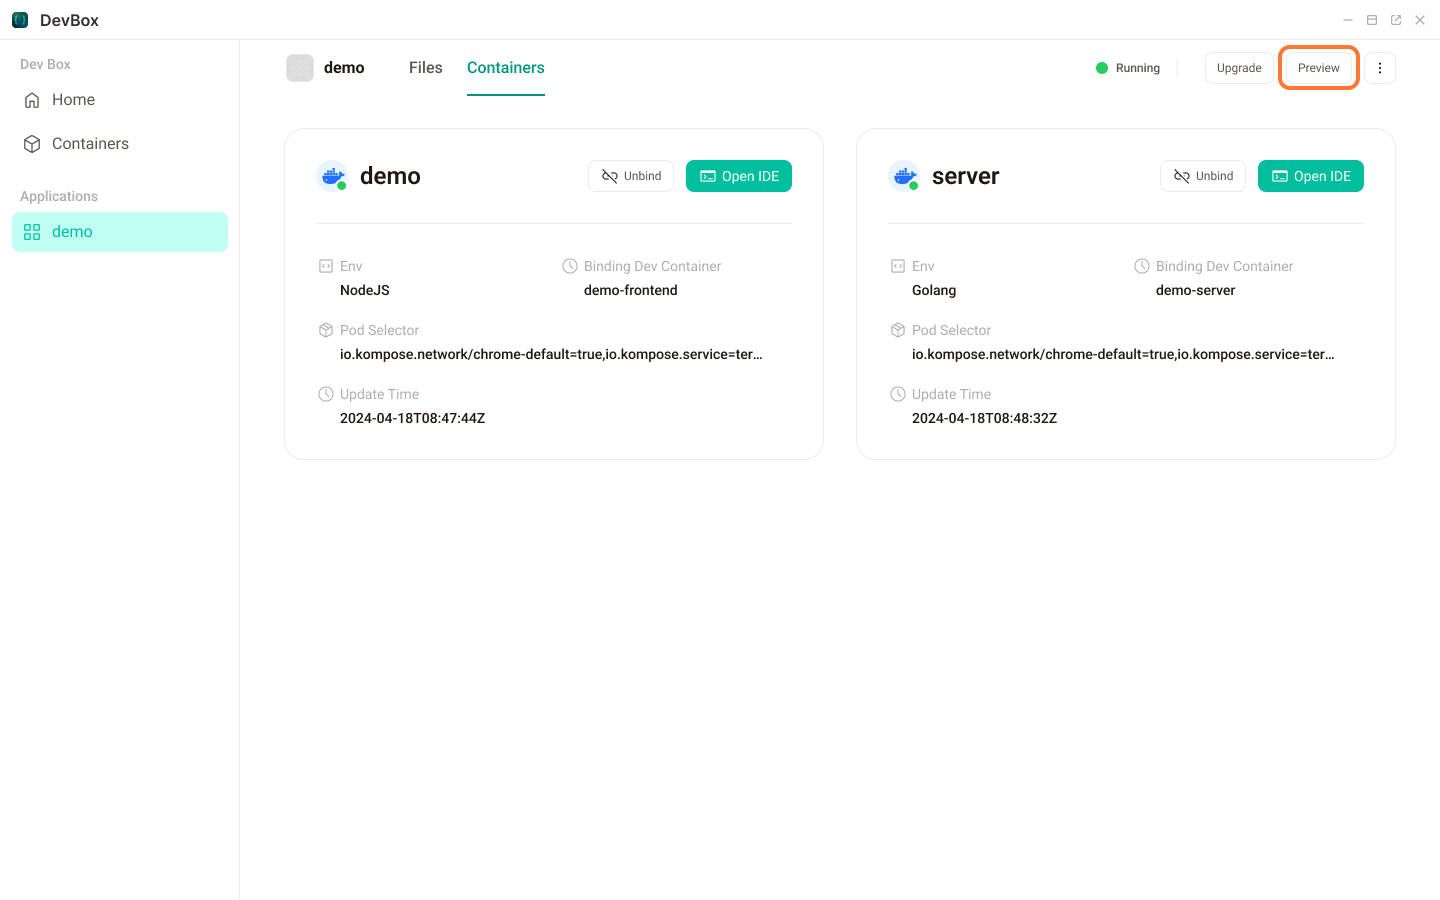 DevBox
Dev Box
Home
Containers
Applications
demo
demo
Files
Containers
Running
Upgrade
Preview
demo
Unbind
Open IDE
Env
NodeJS
Binding Dev Container
demo-frontend
Pod Selector
io.kompose.network/chrome-default=true,io.kompose.service=ter...
Update Time
2024-04-18T08:47:44Z
server
Unbind
Open IDE
Env
Golang
Binding Dev Container
demo-server
Pod Selector
io.kompose.network/chrome-default=true,io.kompose.service=ter...
Update Time
2024-04-18T08:48:32Z